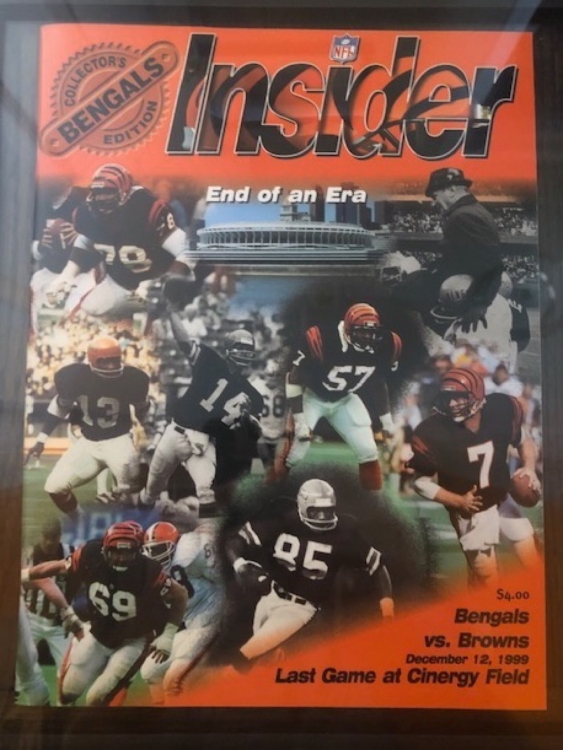 COLLECTOR'S
BENGALS
EDITION
NFL
Insider
End of an Era
78
13
14
57
7
69
85
$4.00
Bengals
vs. Browns
December 12, 1999
Last Game at Cinergy Field